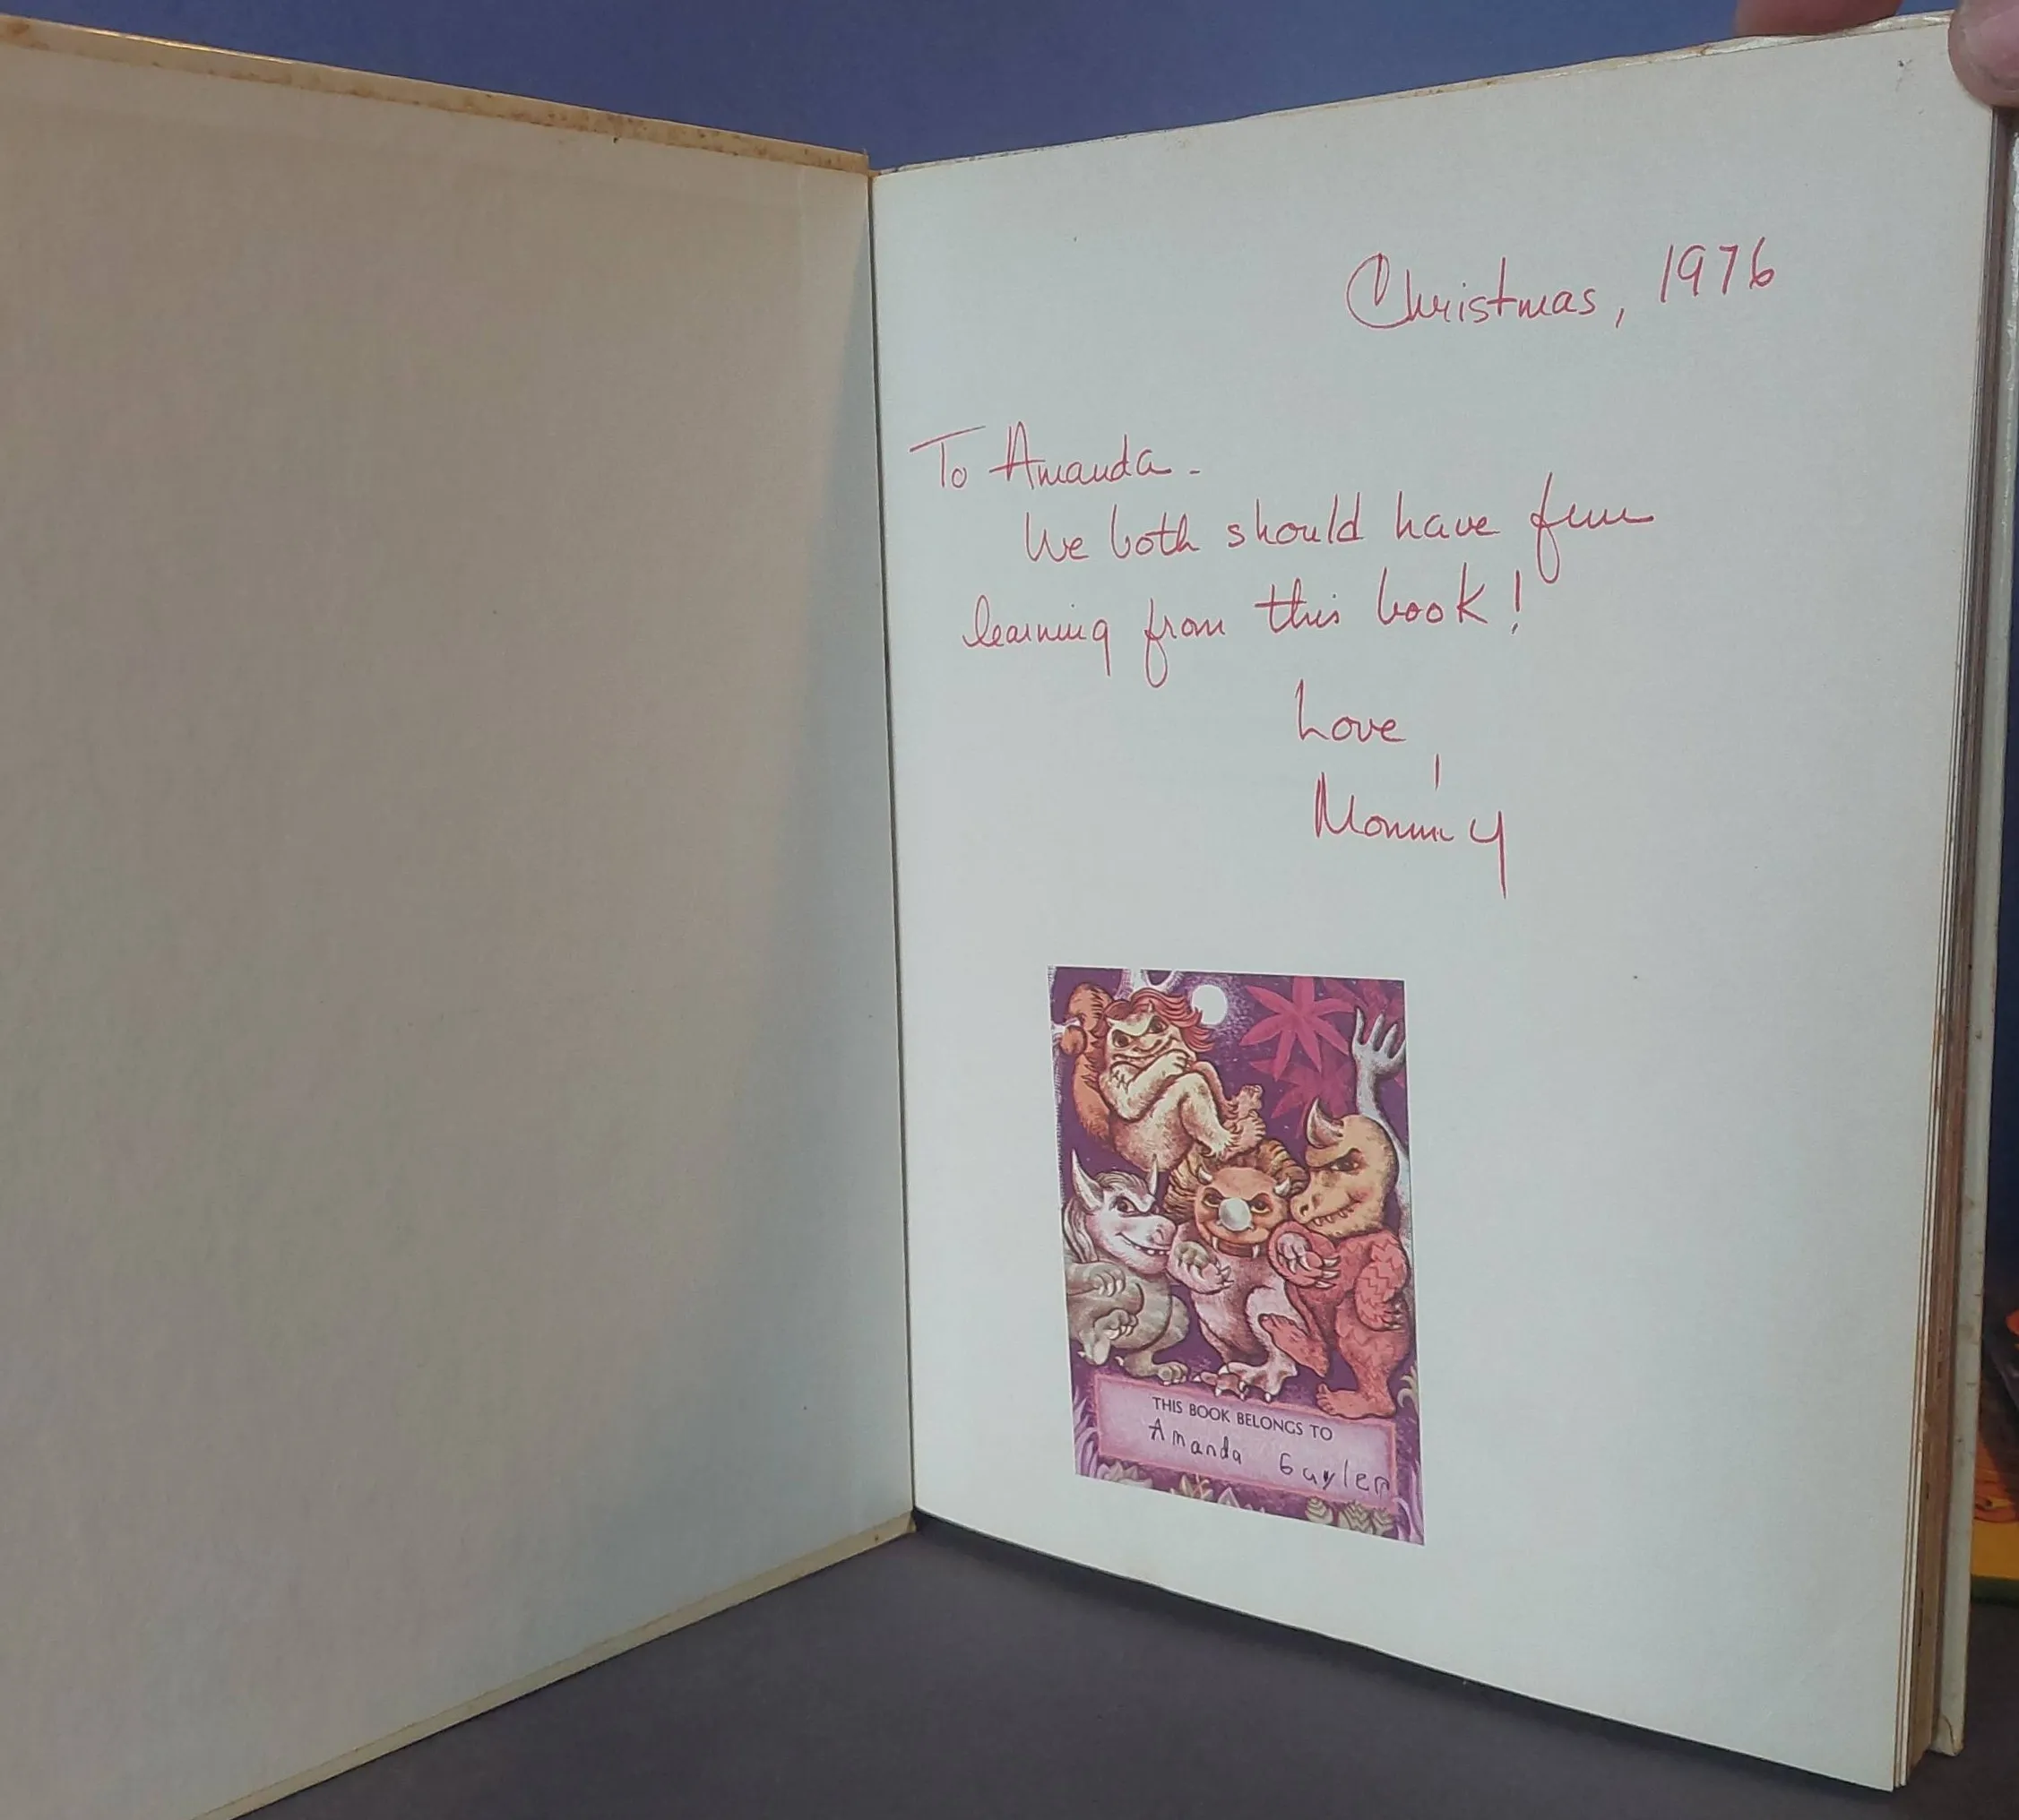 Christmas, 1976
To Amanda -
We both should have fun
learning from this book!
Love,
Mommy
THIS BOOK BELONGS TO
Amanda Gayler